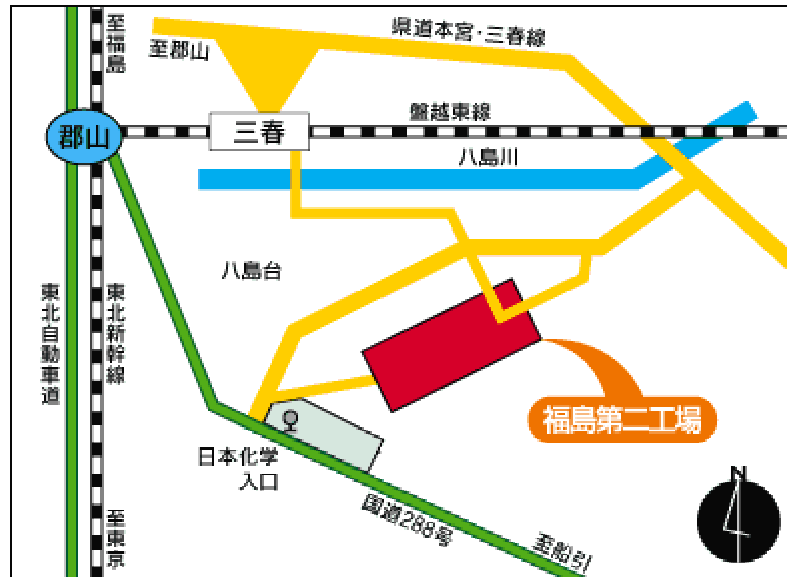 至福島
至郡山
県道本宮・三春線
郡山
三春
盤越東線
八島川
八島台
東北自動車道
東北新幹線
福島第二工場
日本化学
入口
国道288号
至船引
至東京
N